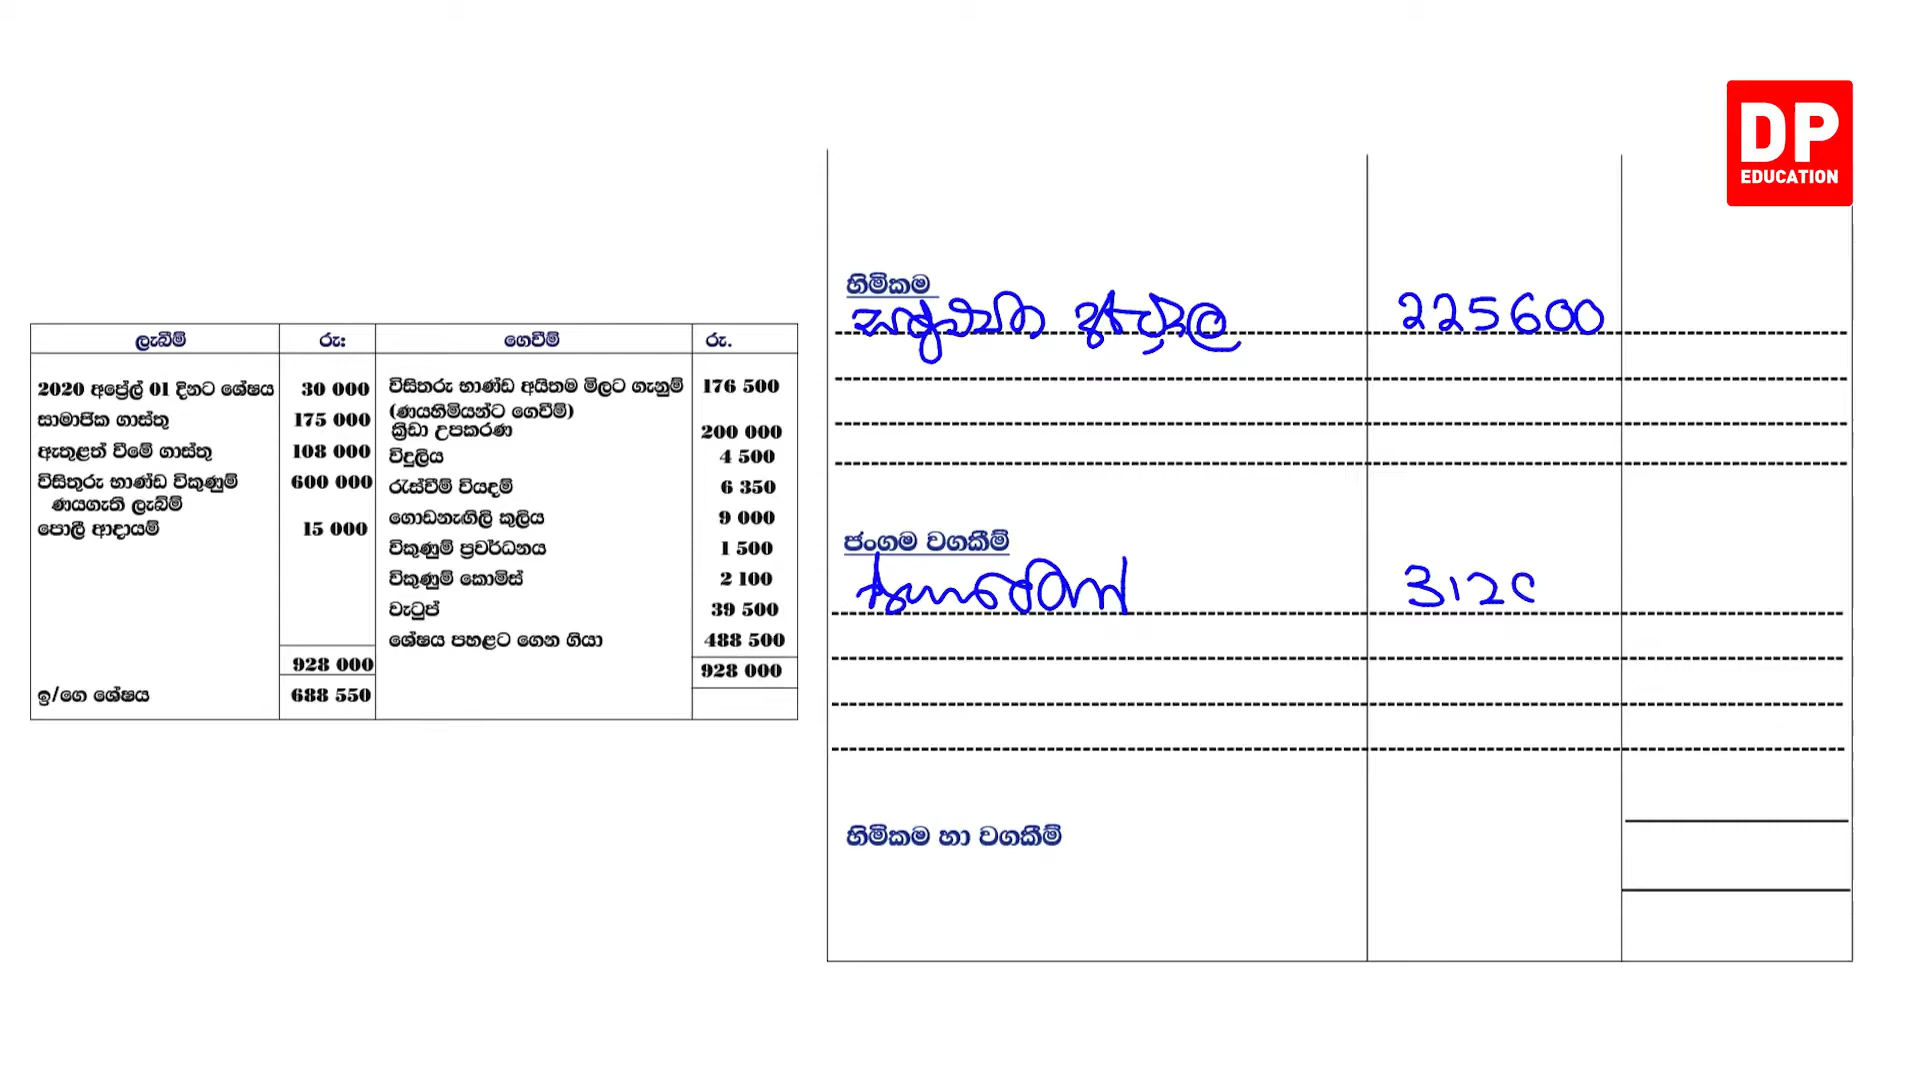 DP
EDUCATION
ලැබීම් රු: ගෙවීම් රු.
2020 අප්‍රේල් 01 දිනට ශේෂය 30 000 විසිතරු භාණ්ඩ අයිතම මිලට ගැනුම් 176 500
(ණයහිමියන්ට ගෙවීම්)
සාමාජික ගාස්තු 175 000 ක්‍රීඩා උපකරණ 200 000
ඇතුළත් වීමේ ගාස්තු 108 000 විදුලිය 4 500
විසිතුරු භාණ්ඩ විකුණුම් 600 000 රැස්වීම් වියදම් 6 350
ණයගැති ලැබීම්
පොලී ආදායම් 15 000 ගොඩනැඟිලි කුලිය 9 000
විකුණුම් ප්‍රවර්ධනය 1 500
විකුණුම් කොමිස් 2 100
වැටුප් 39 500
ශේෂය පහළට ගෙන ගියා 488 500
928 000 928 000
ඉ/ගෙ ශේෂය 688 550
හිමිකම
225600
ජංගම වගකීම්
312
හිමිකම හා වගකීම්